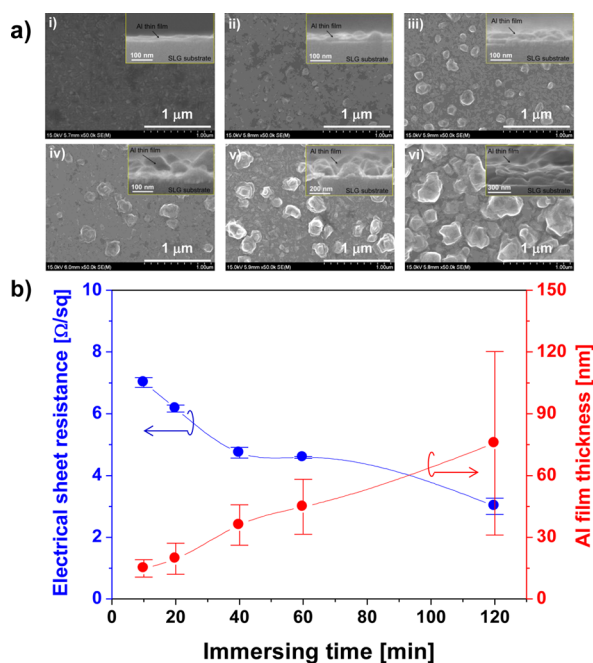 a)
i)
Al thin film
100 nm
SLG substrate
1 μm
15.0kV 5.7mm x50.0k SE(M)
1.00um
ii)
Al thin film
100 nm
SLG substrate
1 μm
15.0kV 5.8mm x50.0k SE(M)
1.00um
iii)
Al thin film
100 nm
SLG substrate
1 μm
15.0kV 5.9mm x50.0k SE(M)
1.00um
iv)
Al thin film
100 nm
SLG substrate
1 μm
15.0kV 6.0mm x50.0k SE(M)
1.00um
v)
Al thin film
200 nm
SLG substrate
1 μm
15.0kV 5.9mm x50.0k SE(M)
1.00um
vi)
Al thin film
300 nm
SLG substrate
1 μm
15.0kV 5.8mm x50.0k SE(M)
1.00um
b)
Electrical sheet resistance [Ω/sq]
10
8
6
4
2
0
Al film thickness [nm]
150
120
90
75
60
45
30
15
0
0 20 40 60 80 100 120
Immersing time [min]